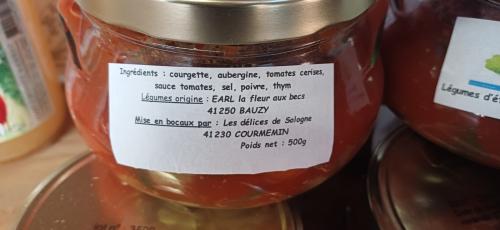 Ingrédients : courgette, aubergine, tomates cerises,
sauce tomates, sel, poivre, thym
Légumes origine : EARL la fleur aux becs
41250 BAUZY
Mise en bocaux par : Les délices de Sologne
41230 COURMEMIN
Poids net : 500g
Légumes d'é